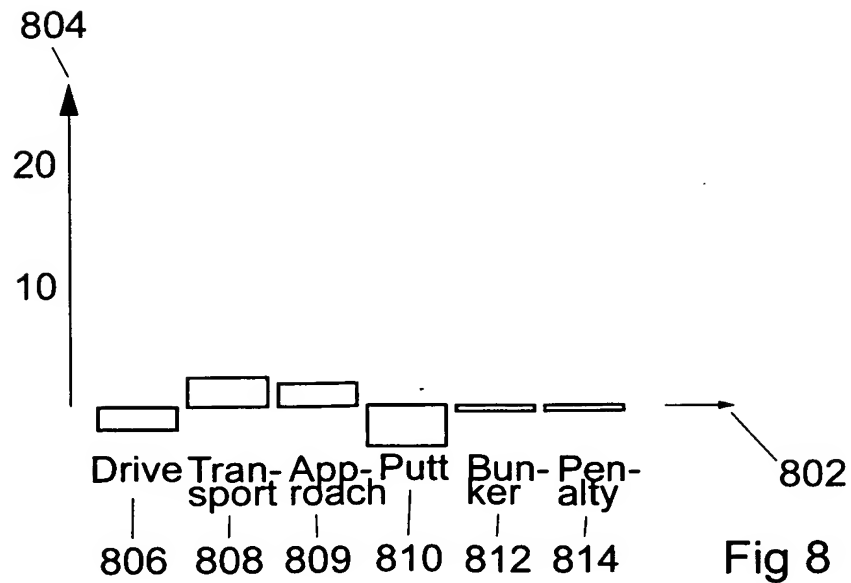 804
20
10
Drive Tran- App- Putt Bun- Pen-
sport roach ker alty
802
806 808 809 810 812 814
Fig 8